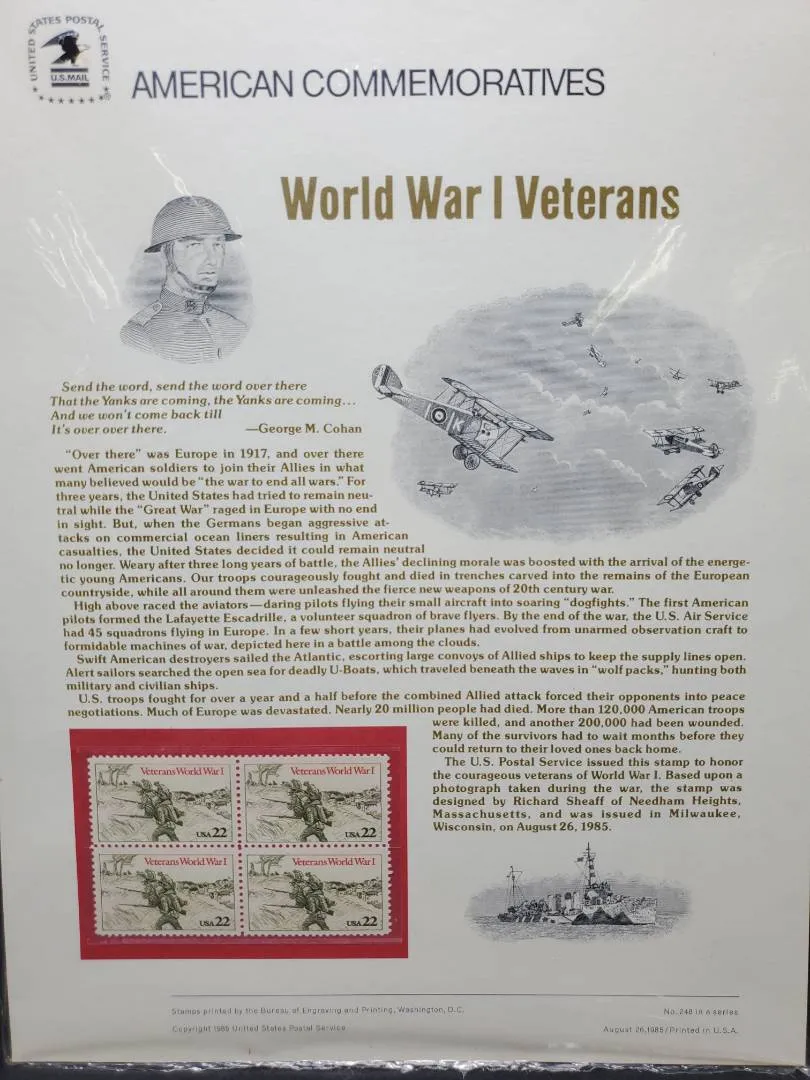 UNITED STATES POSTAL SERVICE
U.S.MAIL
AMERICAN COMMEMORATIVES
World War I Veterans
Send the word, send the word over there
That the Yanks are coming, the Yanks are coming...
And we won't come back till
It's over over there. —George M. Cohan
"Over there" was Europe in 1917, and over there
went American soldiers to join their Allies in what
many believed would be "the war to end all wars." For
three years, the United States had tried to remain neu-
tral while the "Great War" raged in Europe with no end
in sight. But, when the Germans began aggressive at-
tacks on commercial ocean liners resulting in American
casualties, the United States decided it could remain neutral
no longer. Weary after three long years of battle, the Allies' declining morale was boosted with the arrival of the energe-
tic young Americans. Our troops courageously fought and died in trenches carved into the remains of the European
countryside, while all around them were unleashed the fierce new weapons of 20th century war.
High above raced the aviators—daring pilots flying their small aircraft into soaring "dogfights." The first American
pilots formed the Lafayette Escadrille, a volunteer squadron of brave flyers. By the end of the war, the U.S. Air Service
had 45 squadrons flying in Europe. In a few short years, their planes had evolved from unarmed observation craft to
formidable machines of war, depicted here in a battle among the clouds.
Swift American destroyers sailed the Atlantic, escorting large convoys of Allied ships to keep the supply lines open.
Alert sailors searched the open sea for deadly U-Boats, which traveled beneath the waves in "wolf packs," hunting both
military and civilian ships.
U.S. troops fought for over a year and a half before the combined Allied attack forced their opponents into peace
negotiations. Much of Europe was devastated. Nearly 20 million people had died. More than 120,000 American troops
were killed, and another 200,000 had been wounded.
Many of the survivors had to wait months before they
could return to their loved ones back home.
The U.S. Postal Service issued this stamp to honor
the courageous veterans of World War I. Based upon a
photograph taken during the war, the stamp was
designed by Richard Sheaff of Needham Heights,
Massachusetts, and was issued in Milwaukee,
Wisconsin, on August 26, 1985.
Veterans World War I
USA 22
Veterans World War I
USA 22
Veterans World War I
USA 22
Veterans World War I
USA 22
Stamps printed by the Bureau of Engraving and Printing, Washington, D.C.
No. 248 in a series
Copyright 1985 United States Postal Service
August 26, 1985/Printed in U.S.A.